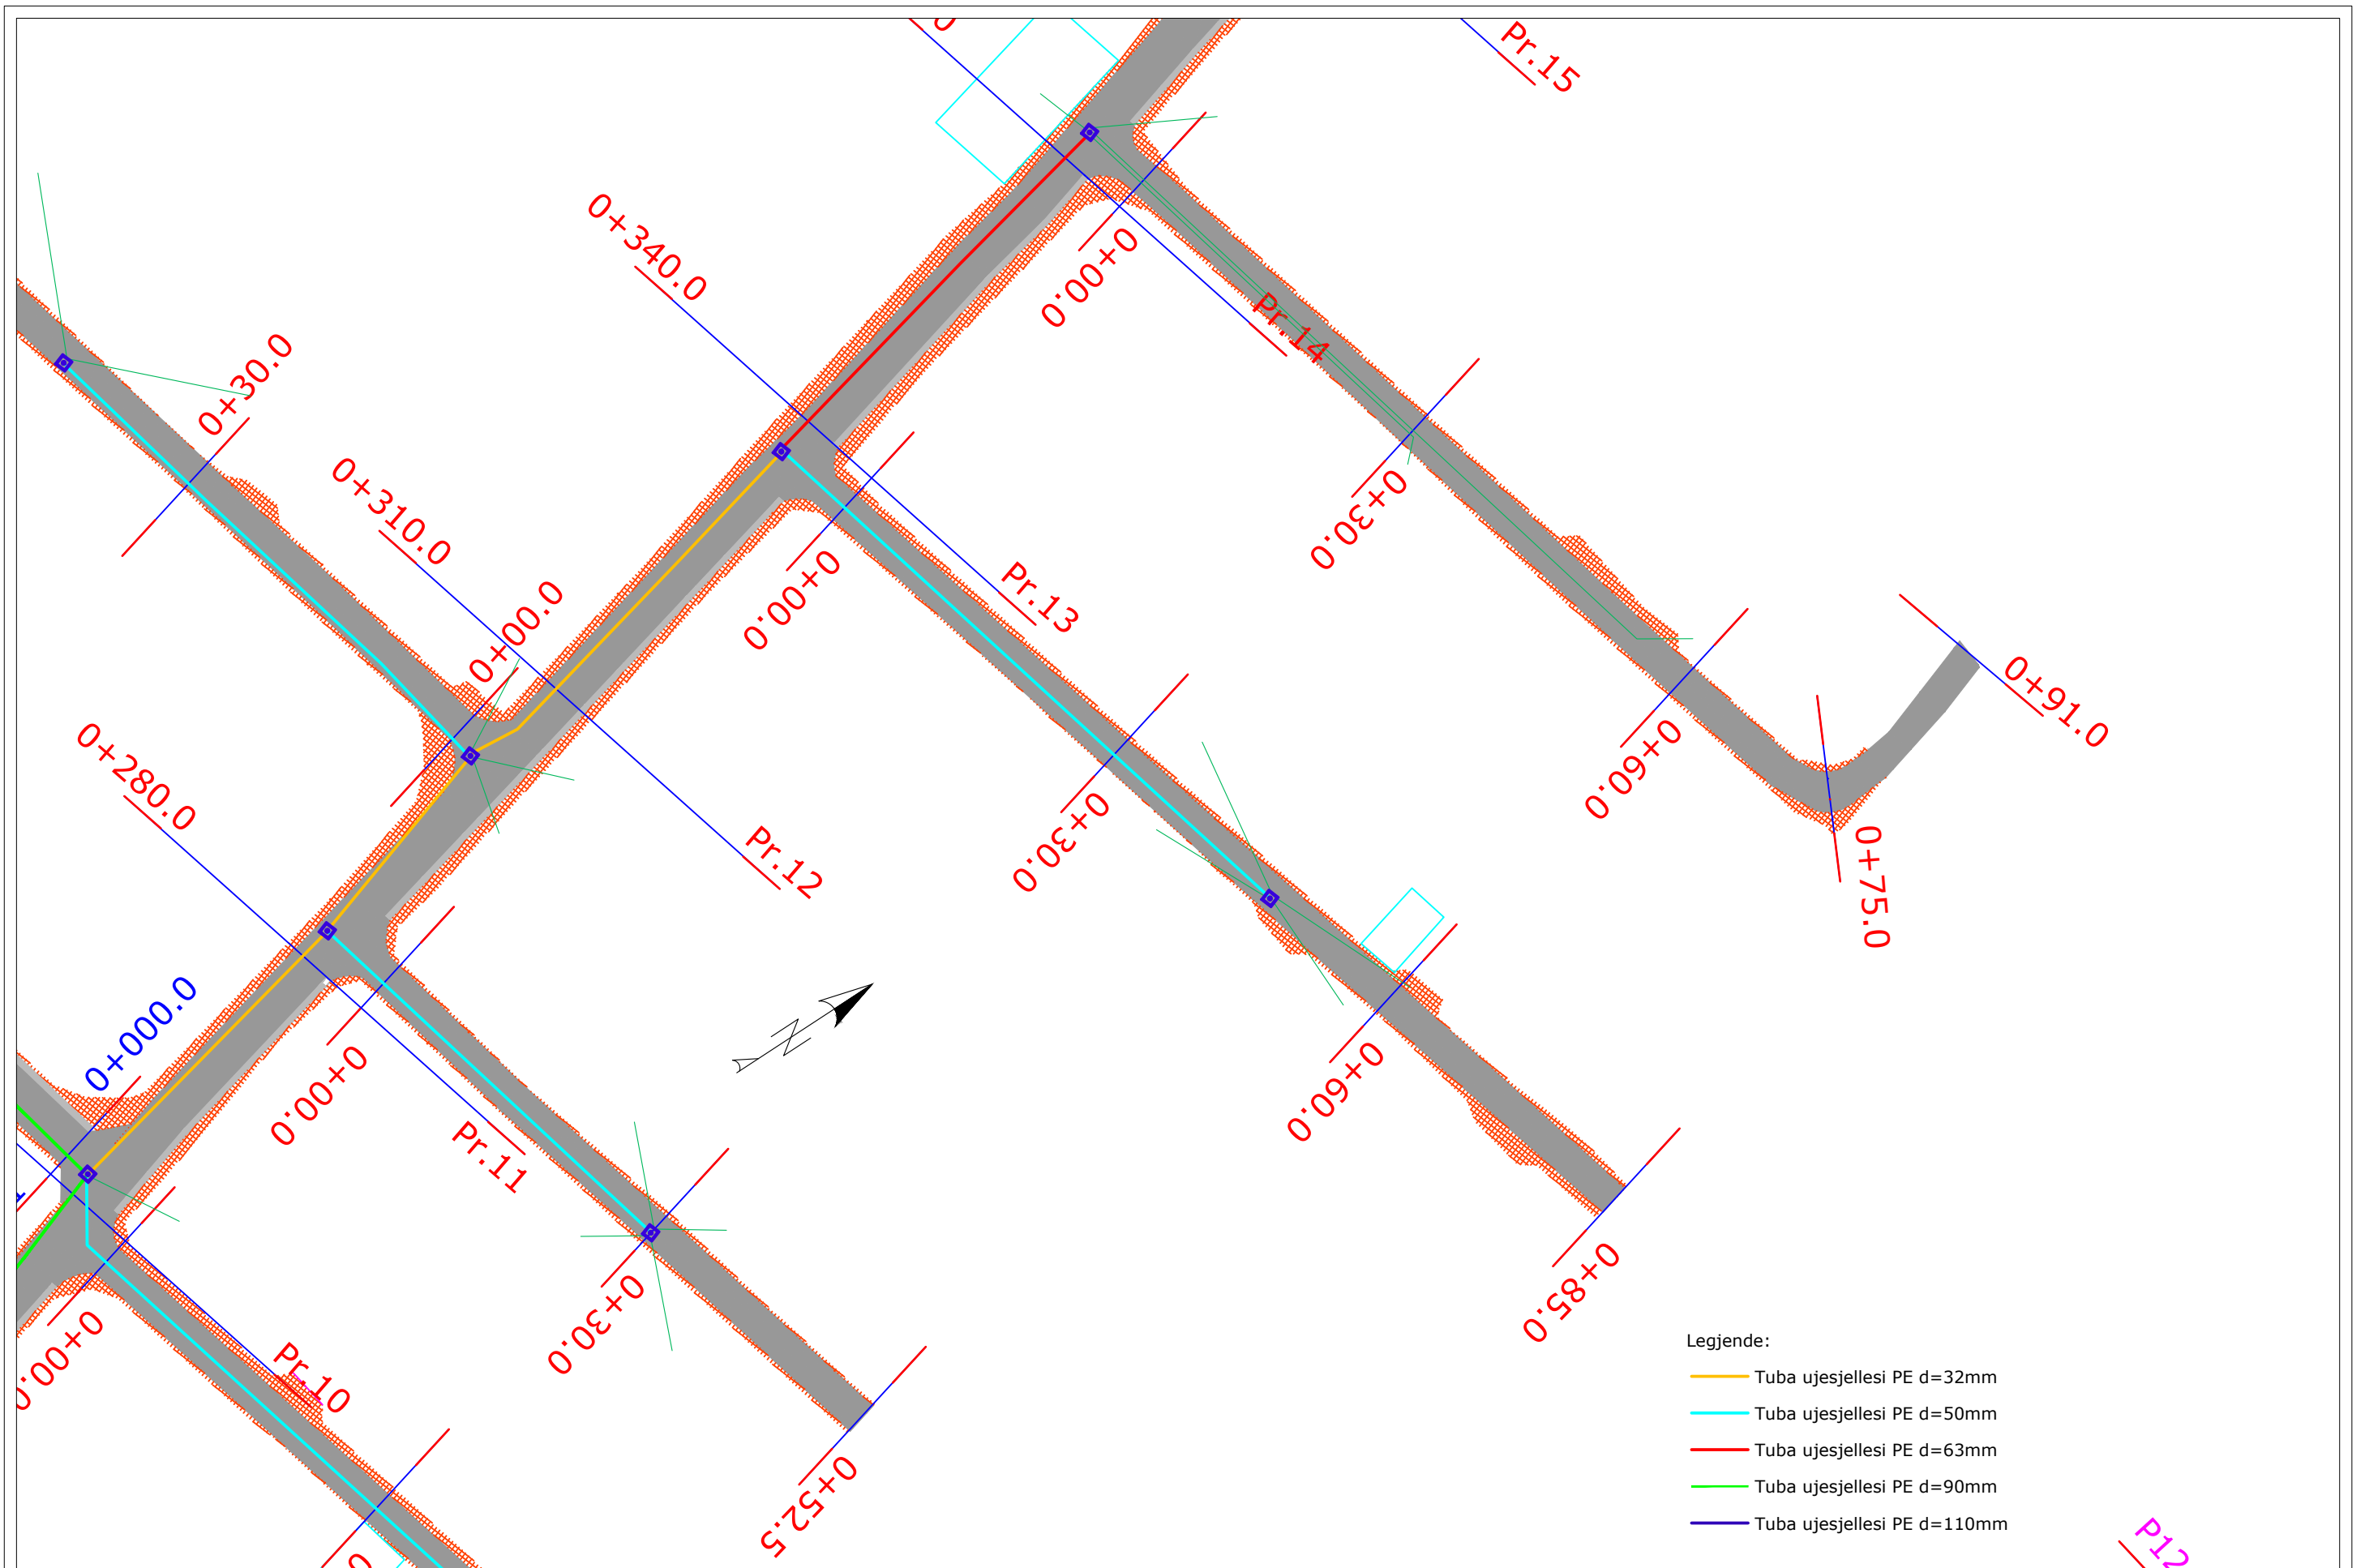 Pr.15
0+340.0
0+00.0
0+30.0
Pr.14
0+310.0
0+30.0
0+00.0
0+00.0
Pr.13
0+91.0
0+280.0
0+60.0
Pr.12
0+30.0
0+75.0
0+000.0
0+00.0
0+60.0
Pr.11
0+30.0
0+85.0
0+00.0
Pr.10
0+52.5
Legjende:
Tuba ujesjellesi PE d=32mm
Tuba ujesjellesi PE d=50mm
Tuba ujesjellesi PE d=63mm
Tuba ujesjellesi PE d=90mm
Tuba ujesjellesi PE d=110mm
P12
N